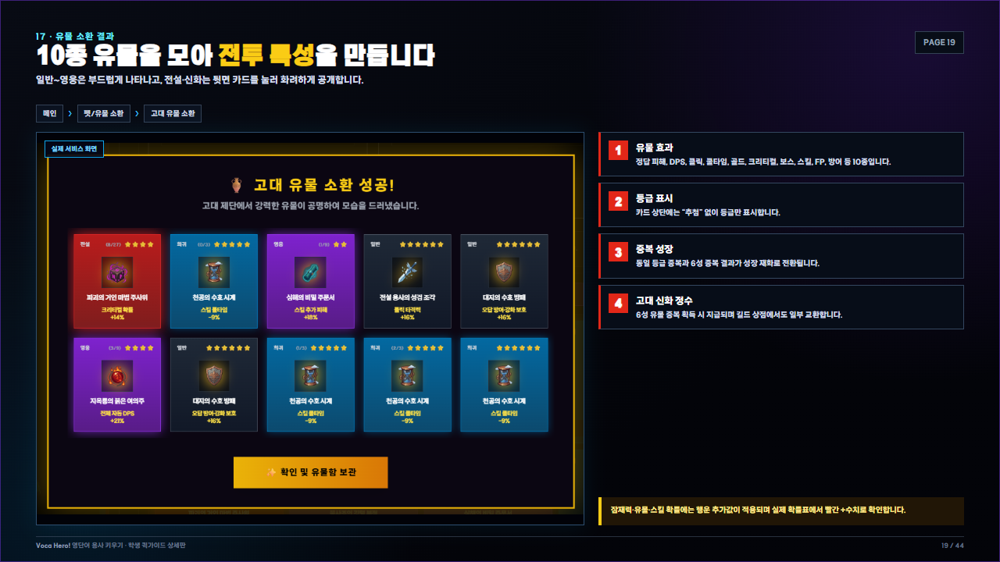 17 · 유물 소환 결과
10종 유물을 모아 전투 특성을 만듭니다
일반~영웅은 부드럽게 나타나고, 전설·신화는 뒷면 카드를 눌러 화려하게 공개합니다.
PAGE 19
메인 › 펫/유물 소환 › 고대 유물 소환
실제 서비스 화면
고대 유물 소환 성공!
고대 제단에서 강력한 유물이 공명하여 모습을 드러냈습니다.
전설 (8/27) ★★★★
파괴의 거인 마법 주사위
크리티컬 확률
+14%
희귀 (0/3) ★★★★★
천공의 수호 시계
스킬 쿨타임
-9%
영웅 (1/9) ★★
심해의 비밀 주문서
스킬 추가 피해
+18%
일반 ★★★★★★
전설 용사의 성검 조각
클릭 타격력
+16%
일반 ★★★★★★
대지의 수호 방패
오답 방어·강화 보호
+16%
영웅 (3/9) ★★★★
지옥룡의 붉은 여의주
전체 자동 DPS
+21%
일반 ★★★★★★
대지의 수호 방패
오답 방어·강화 보호
+16%
희귀 (1/3) ★★★★★
천공의 수호 시계
스킬 쿨타임
-9%
희귀 (2/3) ★★★★★
천공의 수호 시계
스킬 쿨타임
-9%
희귀 ★★★★★★
천공의 수호 시계
스킬 쿨타임
-9%
✨ 확인 및 유물함 보관
1 유물 효과
정답 피해, DPS, 클릭, 쿨타임, 골드, 크리티컬, 보스, 스킬, FP, 방어 등 10종입니다.
2 등급 표시
카드 상단에는 “추첨” 없이 등급만 표시합니다.
3 중복 성장
동일 등급 중복과 6성 중복 결과가 성장 재화로 전환됩니다.
4 고대 신화 정수
6성 유물 중복 획득 시 지급되며 길드 상점에서도 일부 교환합니다.
잠재력·유물·스킬 확률에는 행운 추가값이 적용되며 실제 확률표에서 빨간 +수치로 확인합니다.
Voca Hero! 영단어 용사 키우기 · 학생 퀵가이드 상세판
19 / 44